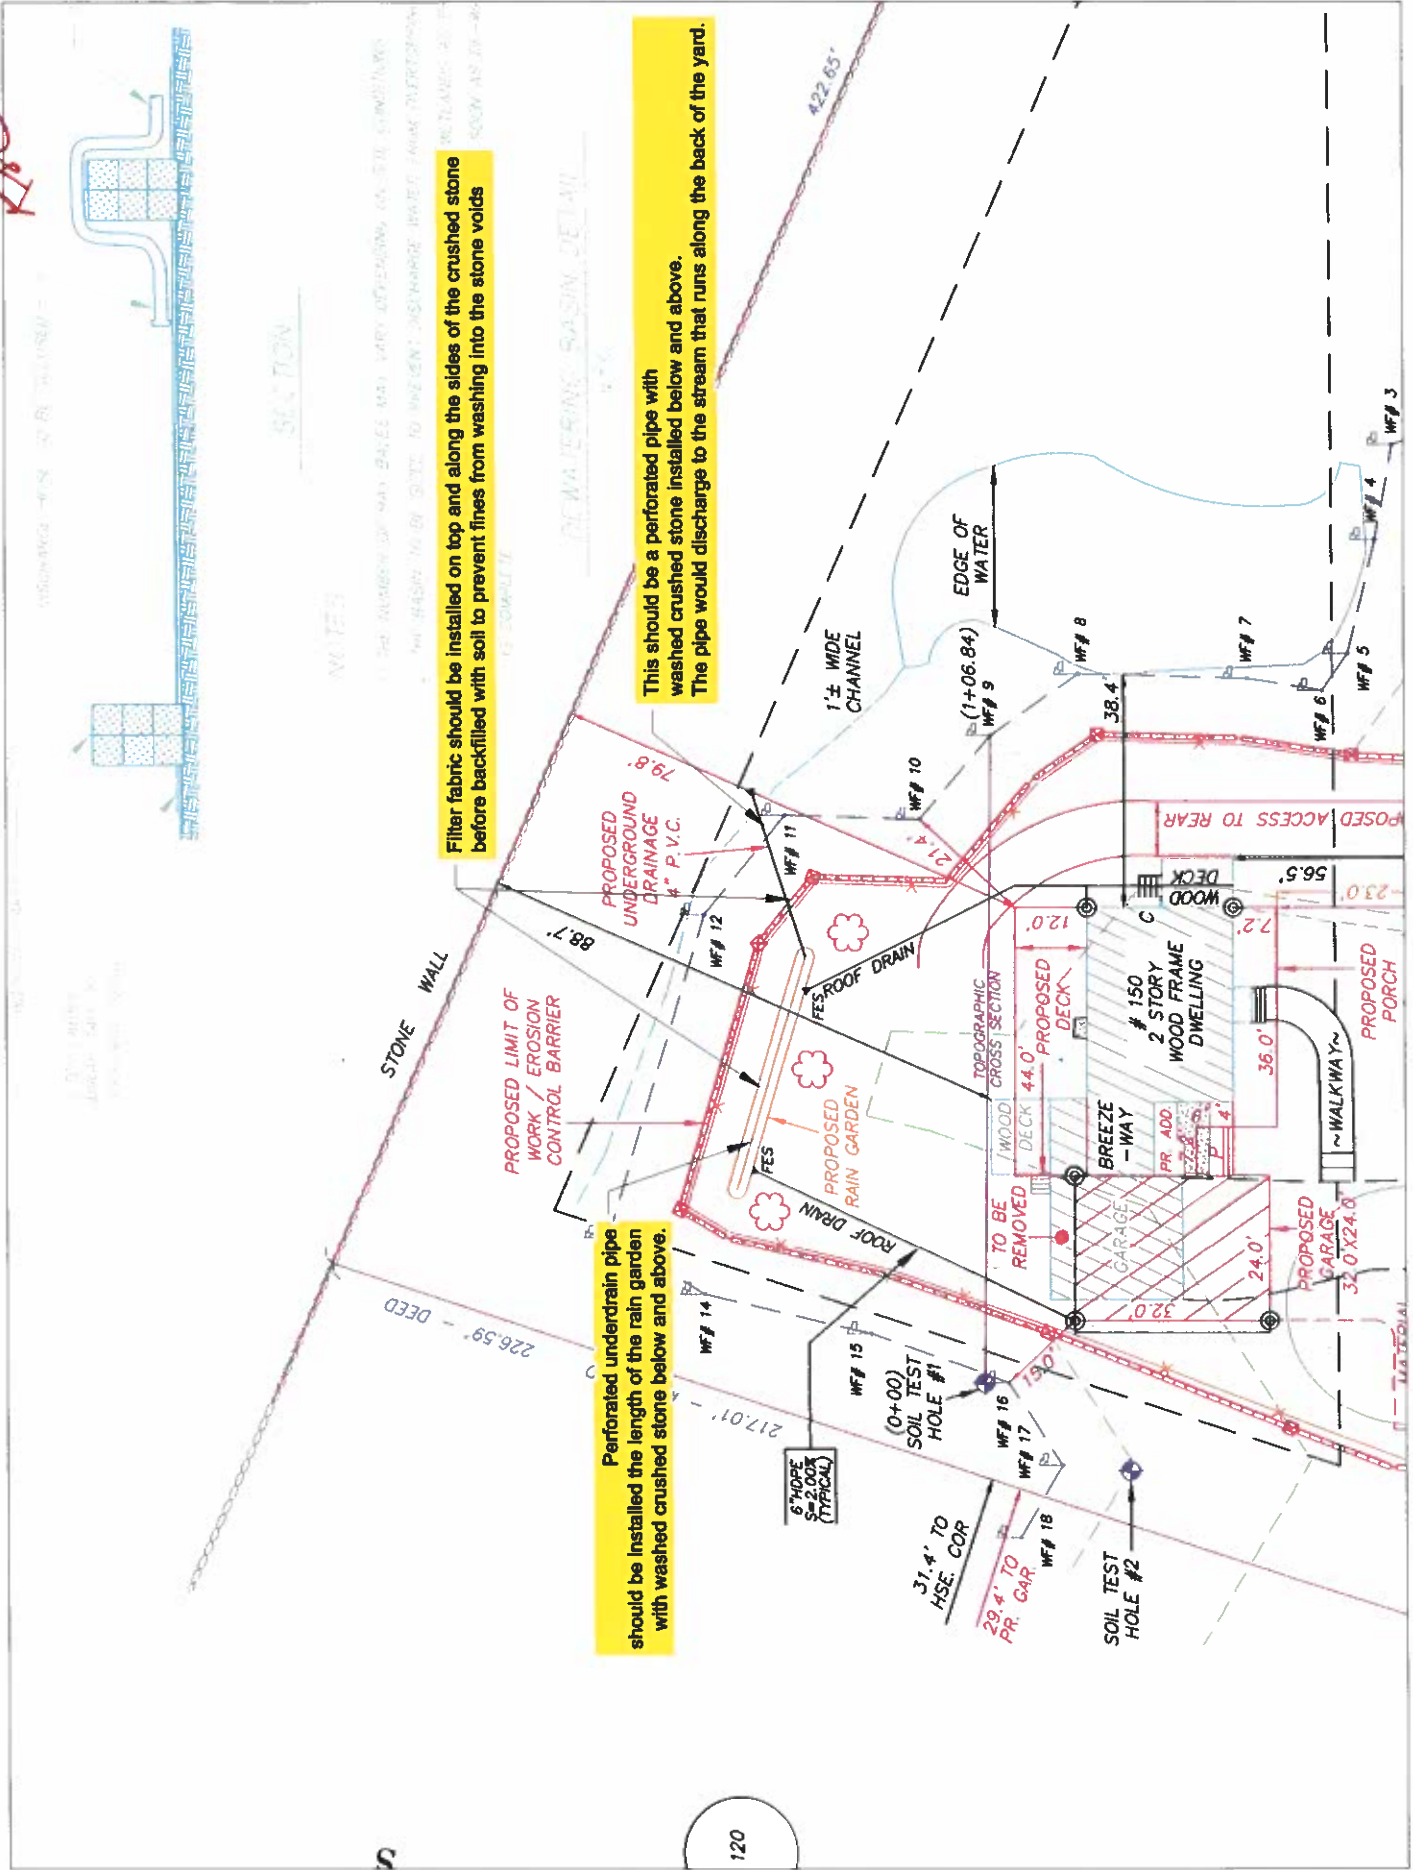 Filter fabric should be installed on top and along the sides of the crushed stone
before backfilled with soil to prevent fines from washing into the stone voids
This should be a perforated pipe with
washed crushed stone installed below and above.
The pipe would discharge to the stream that runs along the back of the yard.
Perforated underdrain pipe
should be installed the length of the rain garden
with washed crushed stone below and above.
SECTION
NOTES
DEWATERING BASIN DETAIL
422.65'
STONE WALL
226.59' - DEED
217.01' -
88.7'
79.8'
PROPOSED LIMIT OF
WORK / EROSION
CONTROL BARRIER
PROPOSED
UNDERGROUND
DRAINAGE
4" P.V.C.
1'± WIDE
CHANNEL
EDGE OF
WATER
WF# 14
WF# 12
WF# 11
WF# 10
(1+06.84)
WF# 9
WF# 8
WF# 7
WF# 6
WF# 5
WF# 4
WF# 3
WF# 15
(0+00)
SOIL TEST
HOLE #1
WF# 16
WF# 17
WF# 18
SOIL TEST
HOLE #2
FES
FES
ROOF DRAIN
ROOF DRAIN
PROPOSED
RAIN GARDEN
6"HDPE
S=2.00%
(TYPICAL)
31.4' TO
HSE. COR
29.4' TO
PR. GAR.
15.0'
21.4'
38.4'
TOPOGRAPHIC
CROSS SECTION
WOOD
DECK
44.0'
PROPOSED
DECK
12.0'
TO BE
REMOVED
GARAGE
32.0'
24.0'
PROPOSED
GARAGE
32.0'X24.0'
BREEZE
-WAY
PR. ADD.
4'
# 150
2 STORY
WOOD FRAME
DWELLING
C
WOOD
DECK
7.2'
36.0'
56.5'
23.0'
POSED ACCESS TO REAR
~WALKWAY~
PROPOSED
PORCH
120
S